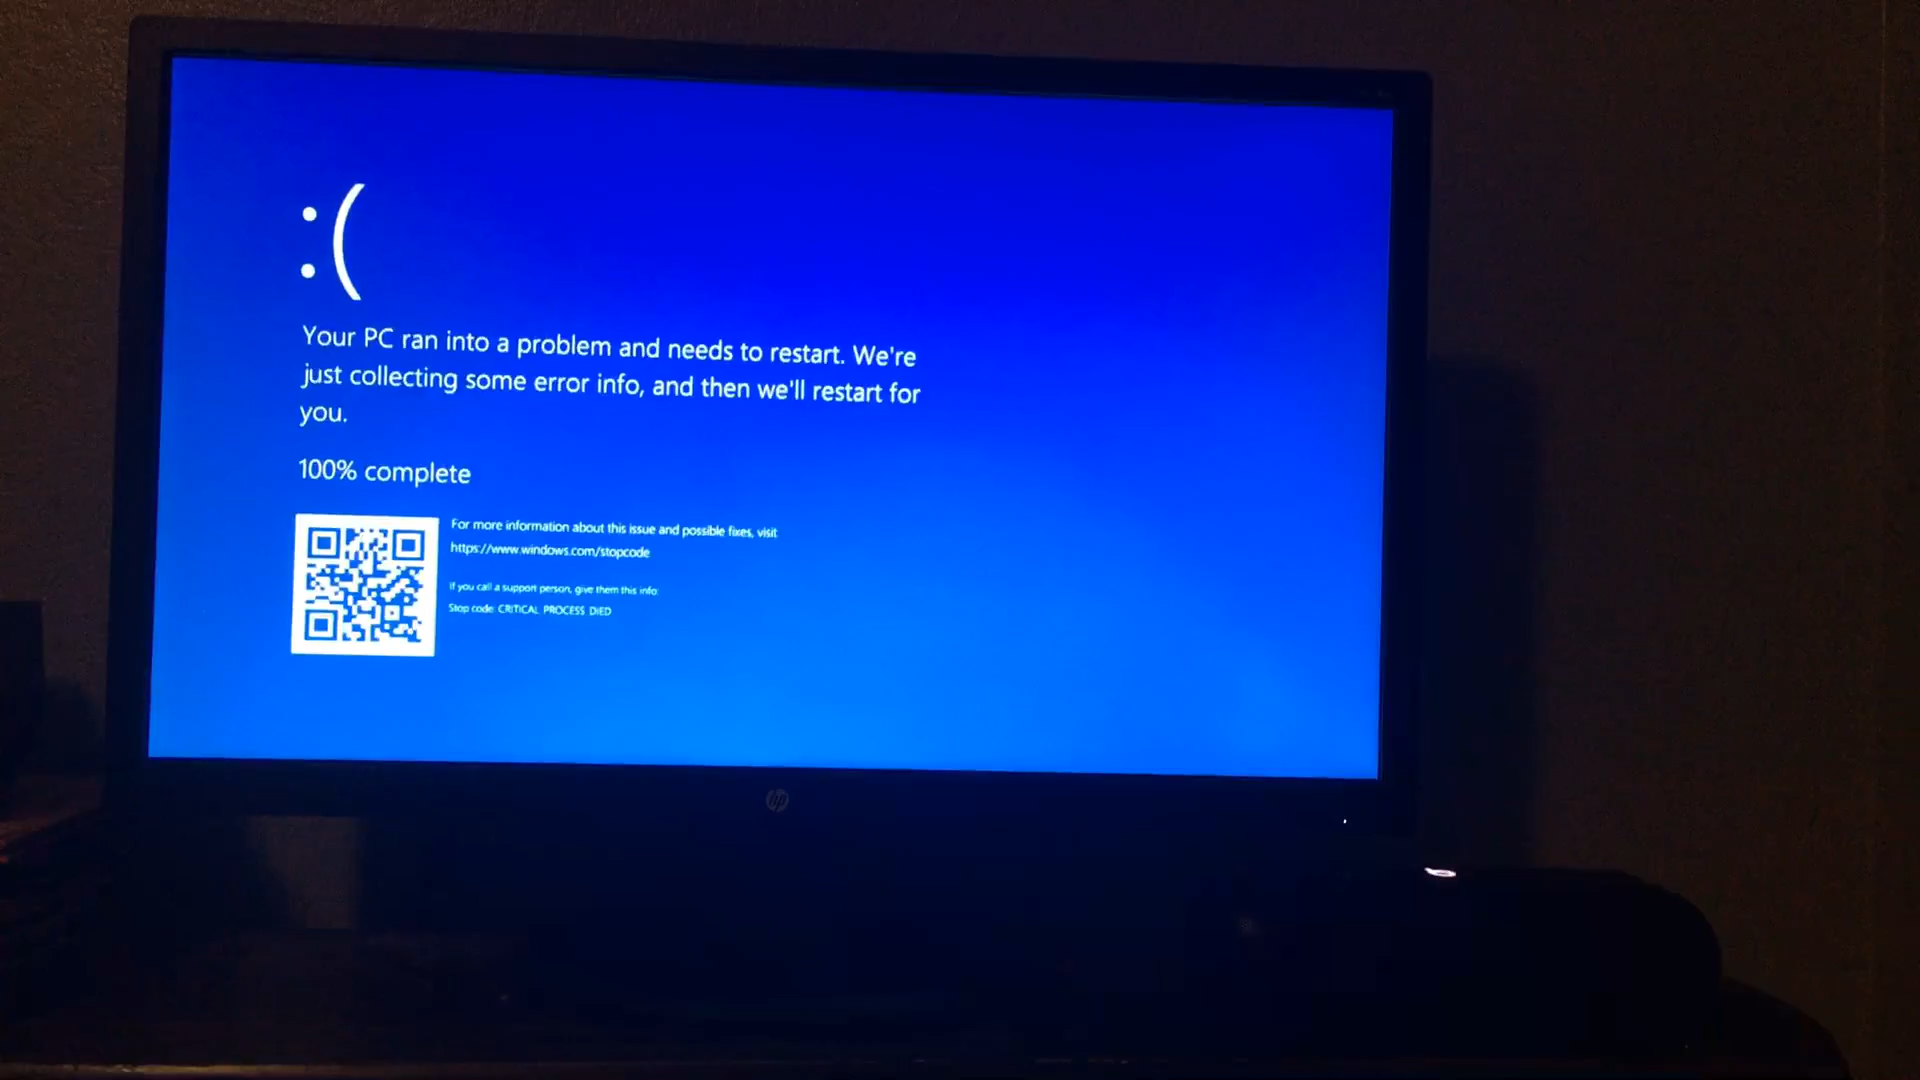 :(
Your PC ran into a problem and needs to restart. We're
just collecting some error info, and then we'll restart for
you.
100% complete
For more information about this issue and possible fixes, visit
https://www.windows.com/stopcode
If you call a support person, give them this info:
Stop code: CRITICAL PROCESS DIED
hp